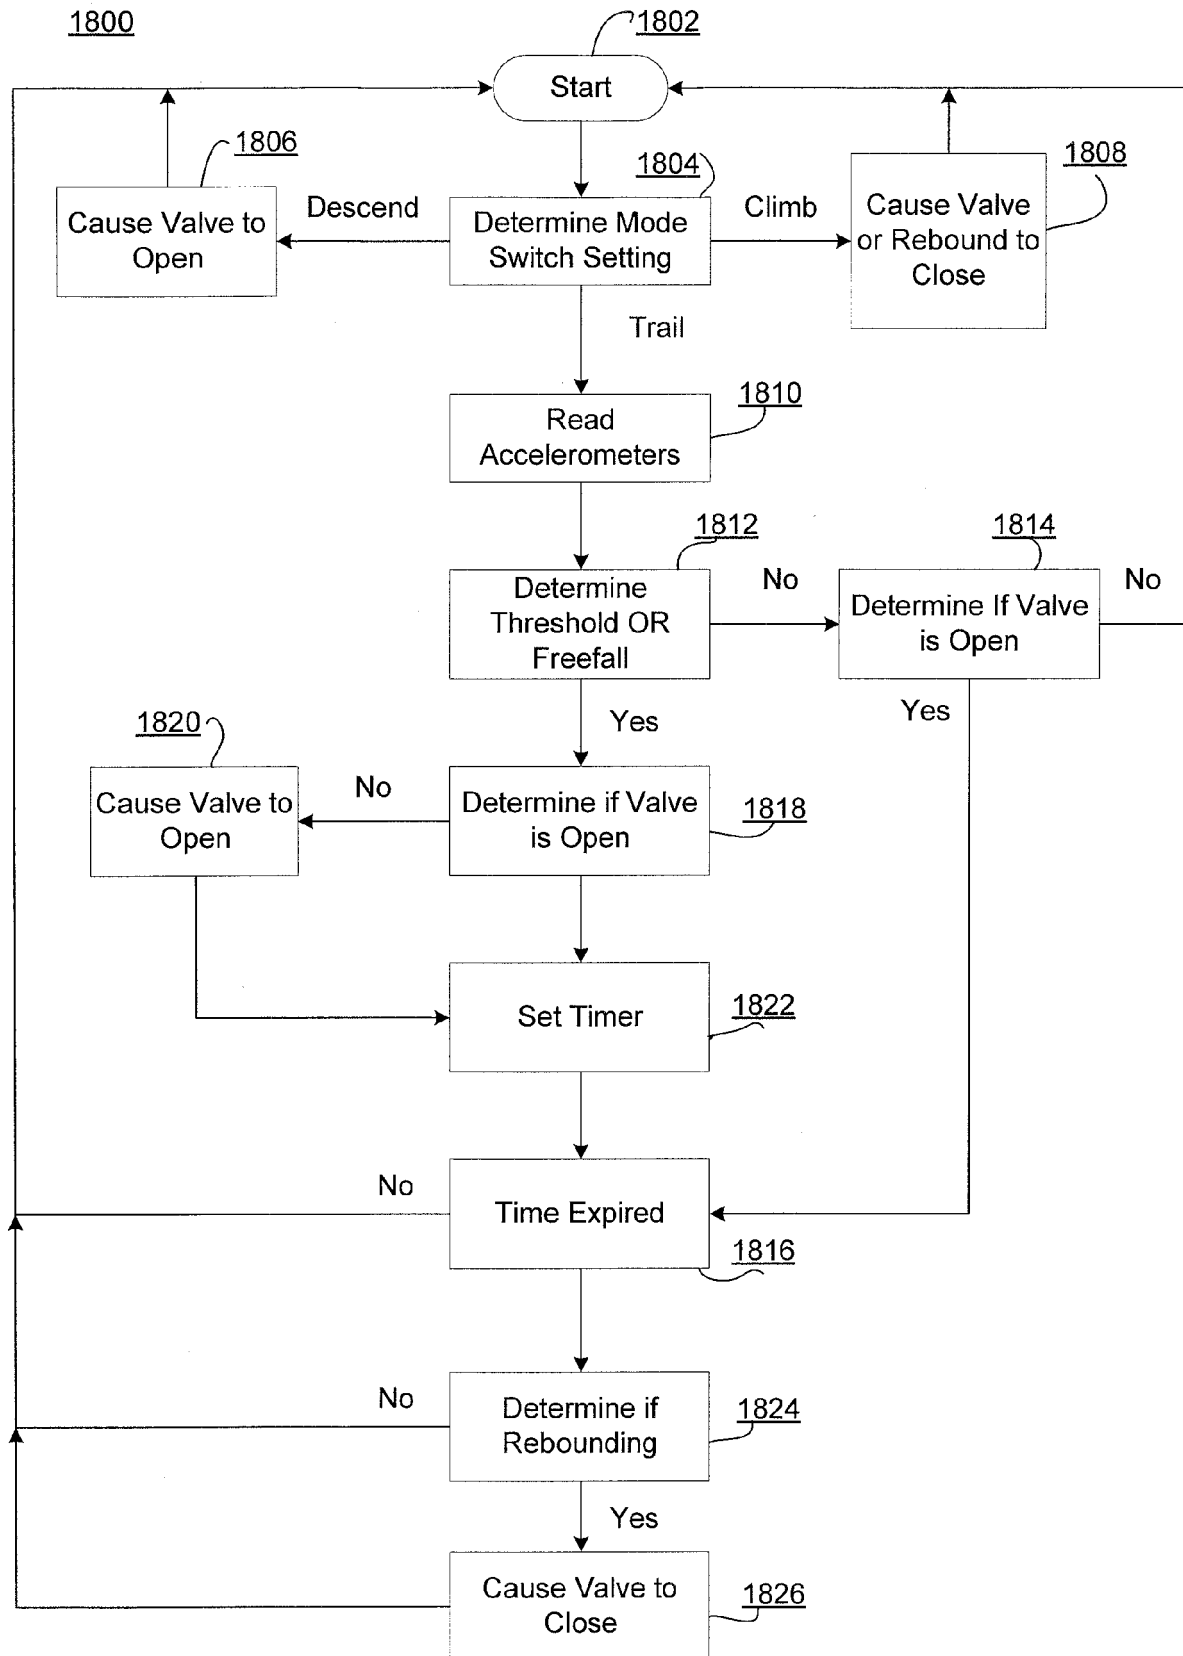 1800
1802
Start
1806
1804
1808
Cause Valve to
Open
Descend
Determine Mode
Switch Setting
Climb
Cause Valve
or Rebound to
Close
Trail
1810
Read
Accelerometers
1812
1814
Determine
Threshold OR
Freefall
No
Determine If Valve
is Open
No
Yes
Yes
1820
Cause Valve to
Open
No
Determine if Valve
is Open
1818
Set Timer
1822
No
Time Expired
1816
No
Determine if
Rebounding
1824
Yes
Cause Valve to
Close
1826